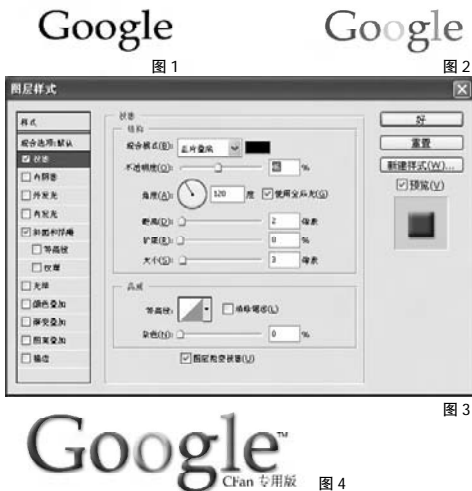 Google
Google
图 1
图 2
图层样式
样式
混合选项:默认
投影
内阴影
外发光
内发光
斜面和浮雕
等高线
纹理
光泽
颜色叠加
渐变叠加
图案叠加
描边
投影
结构
混合模式(B): 正片叠底
不透明度(O): %
角度(A): 120 度 使用全局光(G)
距离(D): 2 像素
扩展(R): 0 %
大小(S): 3 像素
品质
等高线: 消除锯齿(L)
杂色(N): 0 %
图层挖空投影(U)
好
重置
新建样式(W)...
预览(V)
图 3
Google™
CFan 专用版
图 4